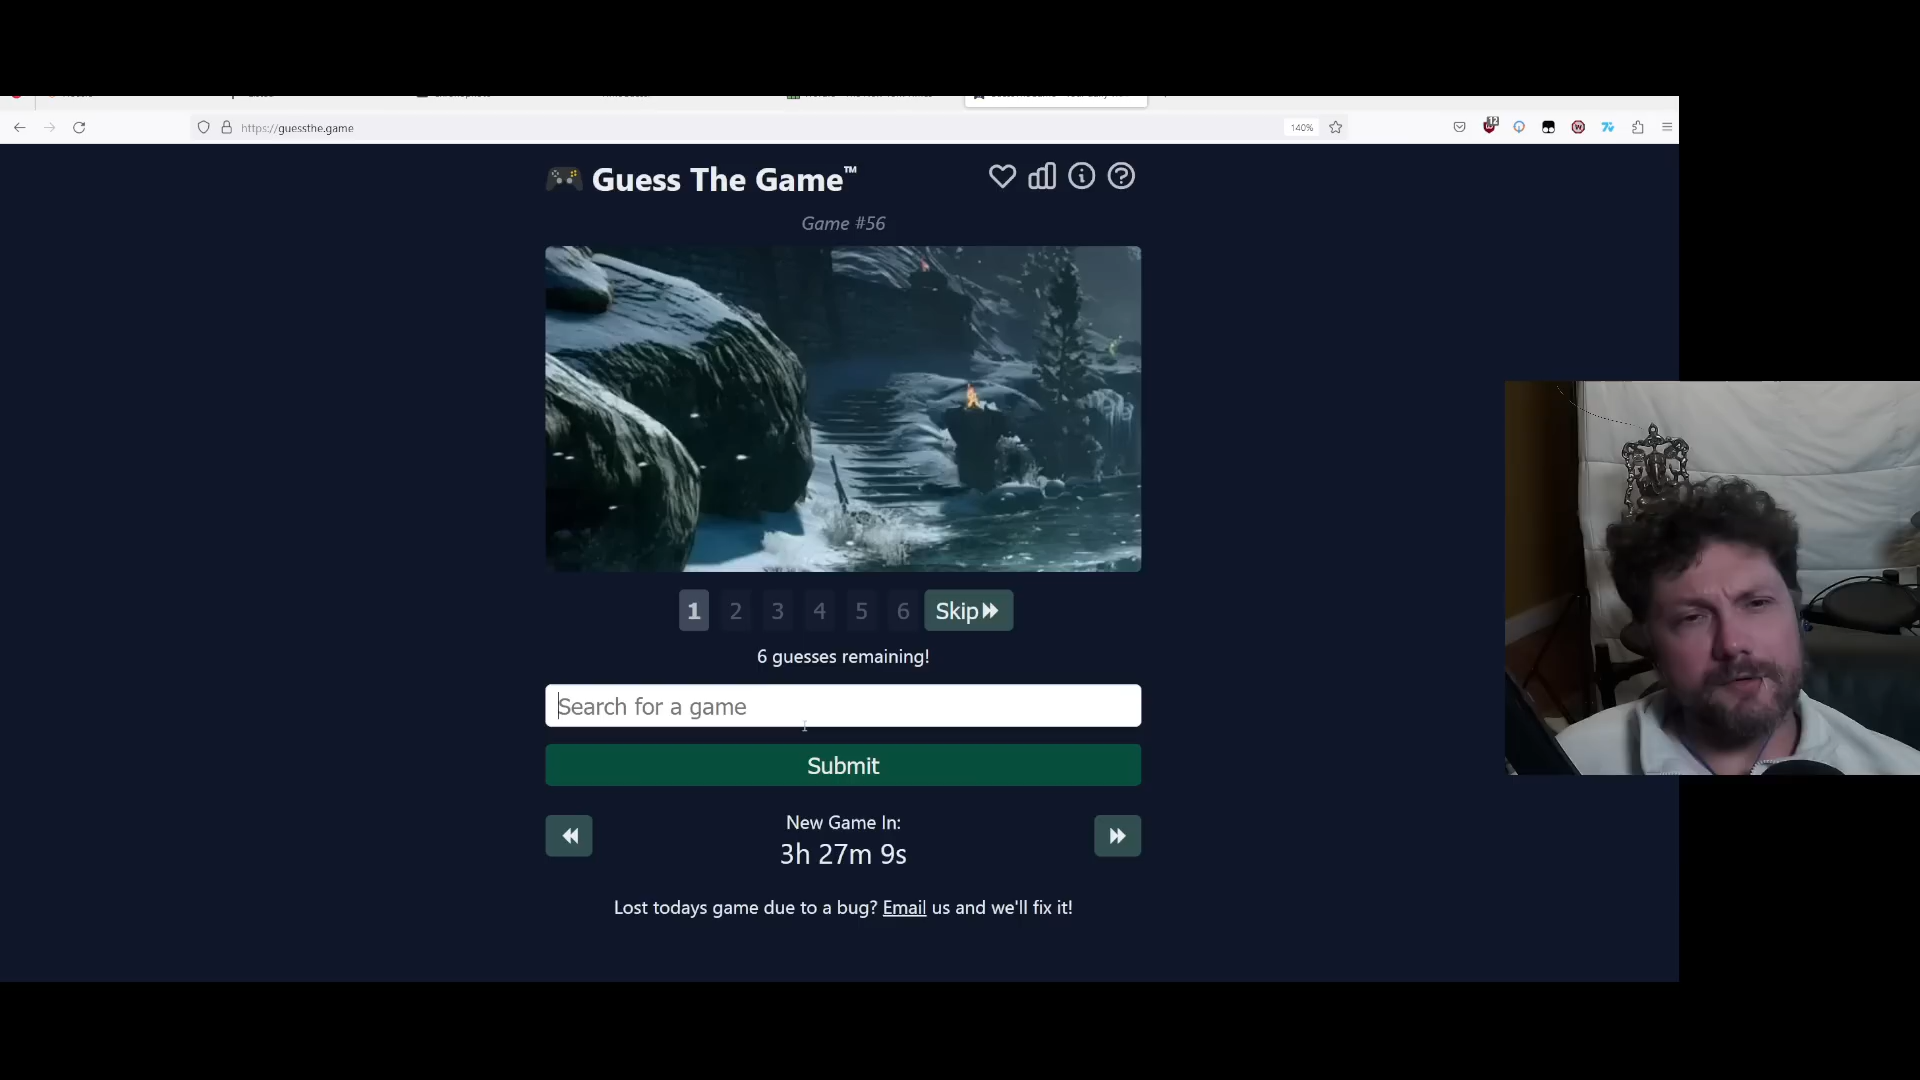 https://guessthe.game
140%
12
Guess The Game™
Game #56
1 2 3 4 5 6 Skip
6 guesses remaining!
Search for a game
Submit
New Game In:
3h 27m 9s
Lost todays game due to a bug? Email us and we'll fix it!